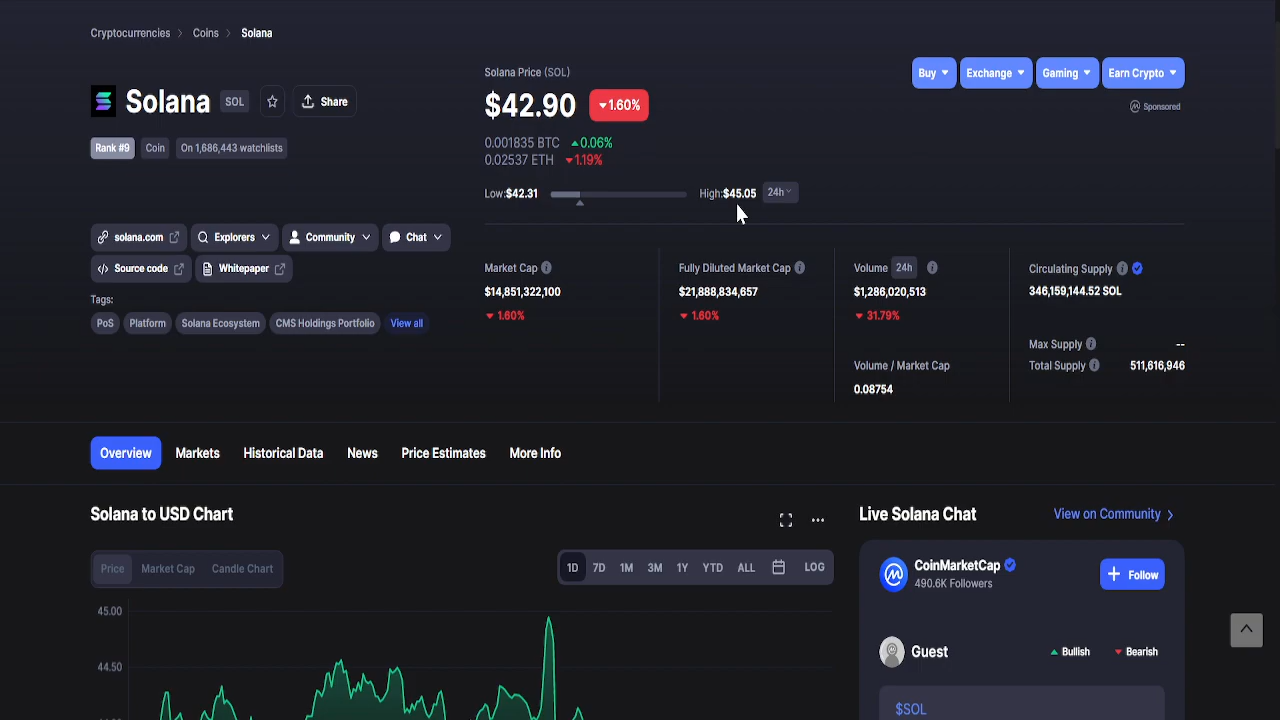 Cryptocurrencies > Coins > Solana
Solana SOL Share
Rank #9 Coin On 1,686,443 watchlists
solana.com Explorers Community Chat
Source code Whitepaper
Tags:
PoS Platform Solana Ecosystem CMS Holdings Portfolio View all
Solana Price (SOL)
$42.90 1.60%
0.001835 BTC 0.06%
0.02537 ETH 1.19%
Low:$42.31 High:$45.05 24h
Buy Exchange Gaming Earn Crypto
Sponsored
Market Cap
$14,851,322,100
1.60%
Fully Diluted Market Cap
$21,888,834,657
1.60%
Volume 24h
$1,286,020,513
31.79%
Volume / Market Cap
0.08754
Circulating Supply
346,159,144.52 SOL
Max Supply --
Total Supply 511,616,946
Overview Markets Historical Data News Price Estimates More Info
Solana to USD Chart
Price Market Cap Candle Chart
1D 7D 1M 3M 1Y YTD ALL LOG
45.00
44.50
Live Solana Chat View on Community >
CoinMarketCap
490.6K Followers
+ Follow
Guest Bullish Bearish
$SOL